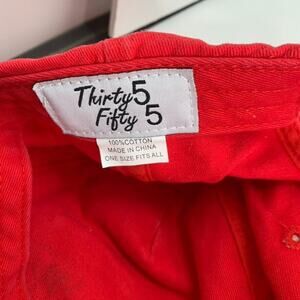 Thirty 5
Fifty 5
100%COTTON
MADE IN CHINA
ONE SIZE FITS ALL